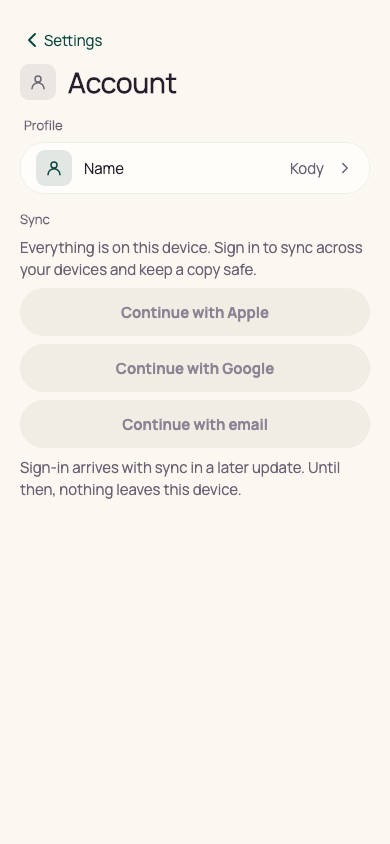 Settings
Account
Profile
Name Kody
Sync
Everything is on this device. Sign in to sync across
your devices and keep a copy safe.
Continue with Apple
Continue with Google
Continue with email
Sign-in arrives with sync in a later update. Until
then, nothing leaves this device.